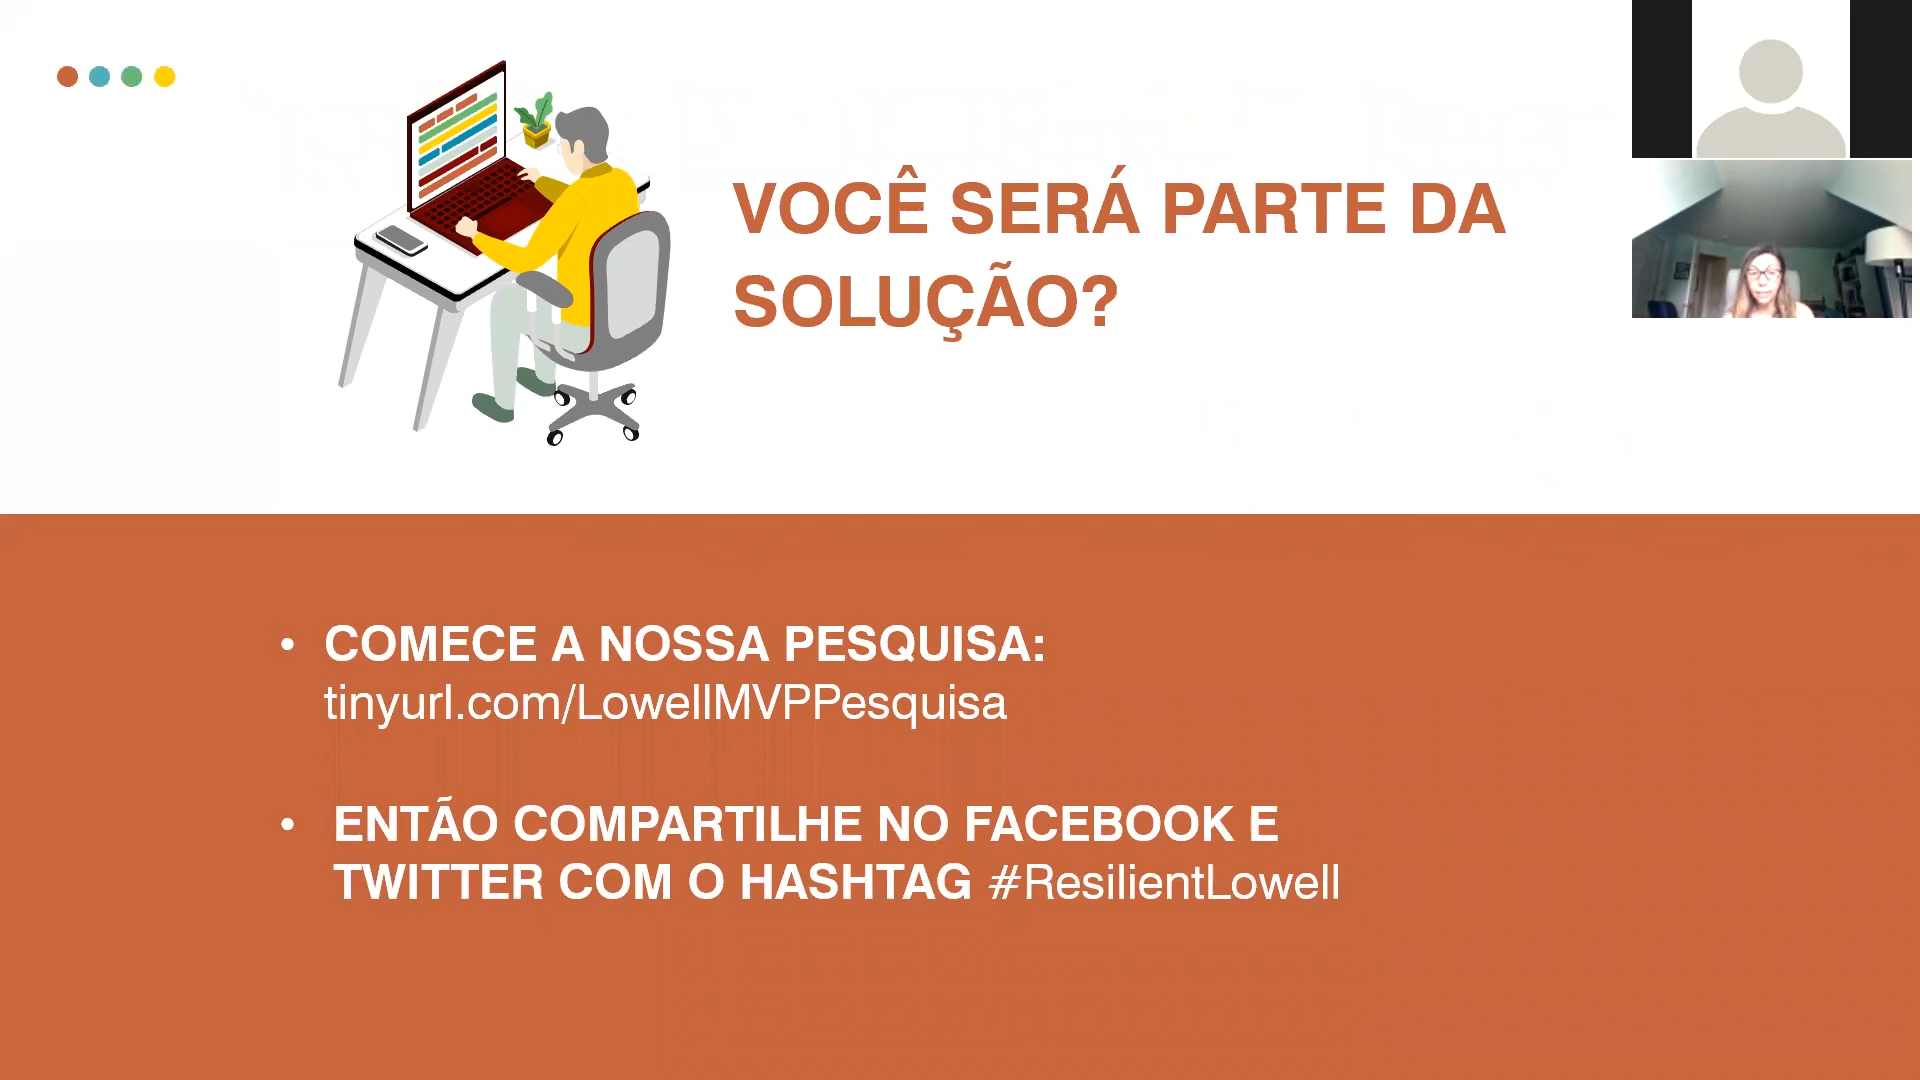 VOCÊ SERÁ PARTE DA
SOLUÇÃO?
• COMECE A NOSSA PESQUISA:
tinyurl.com/LowellMVPPesquisa
• ENTÃO COMPARTILHE NO FACEBOOK E
TWITTER COM O HASHTAG #ResilientLowell